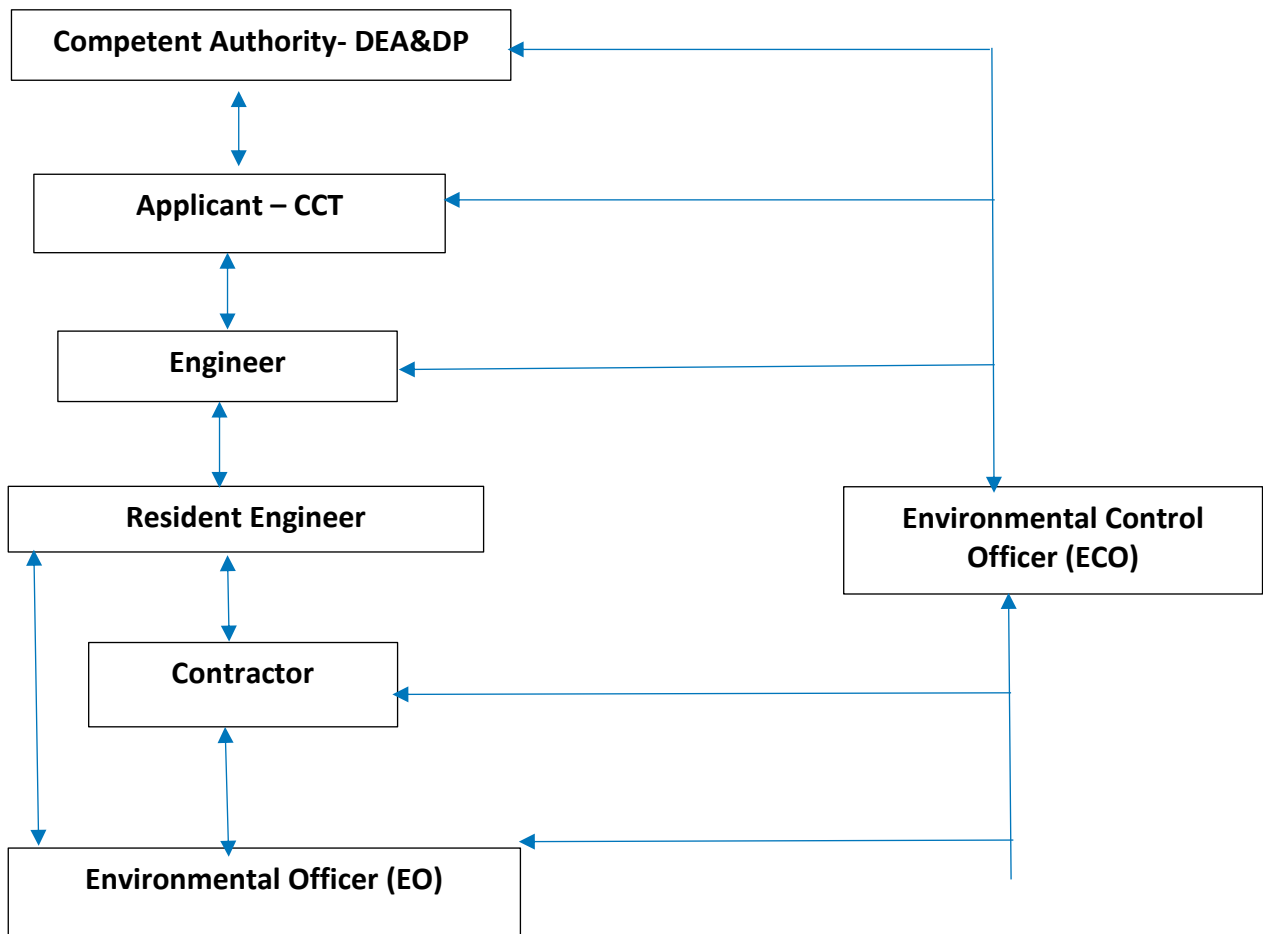 Competent Authority- DEA&DP
Applicant – CCT
Engineer
Resident Engineer
Environmental Control
Officer (ECO)
Contractor
Environmental Officer (EO)